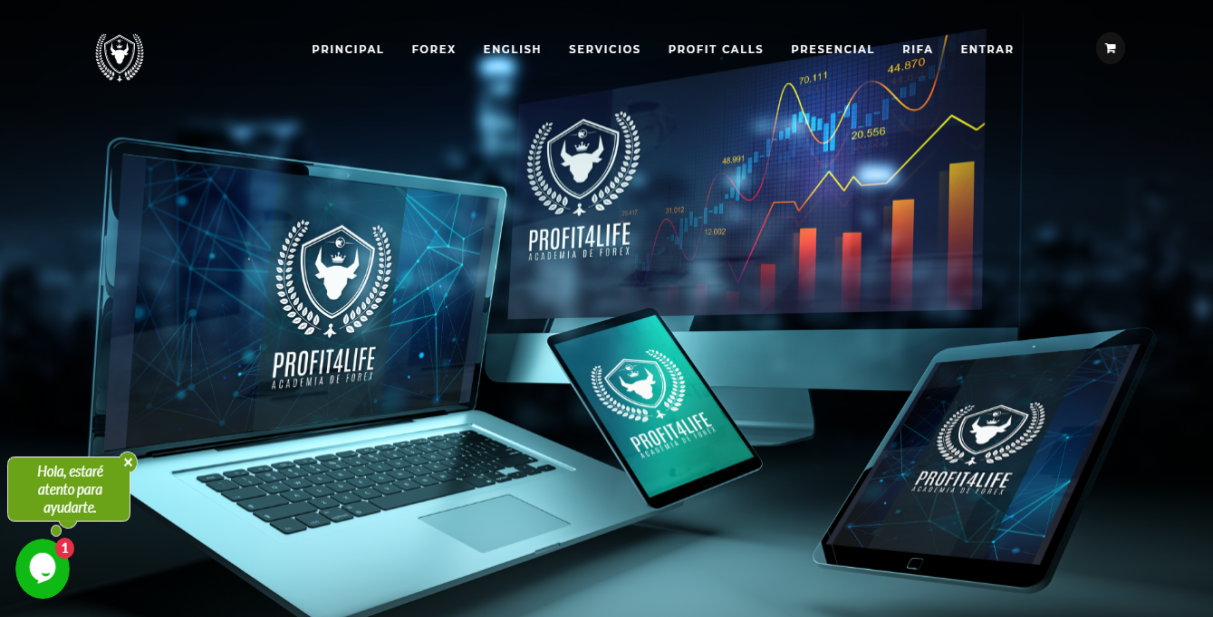 PRINCIPAL FOREX ENGLISH SERVICIOS PROFIT CALLS PRESENCIAL RIFA ENTRAR
44.870
70.111
20.556
48.991
31.012
12.002
PROFIT4LIFE
ACADEMIA DE FOREX
PROFIT4LIFE
ACADEMIA DE FOREX
PROFIT4LIFE
ACADEMIA DE FOREX
PROFIT4LIFE
ACADEMIA DE FOREX
Hola, estaré
atento para
ayudarte.
1